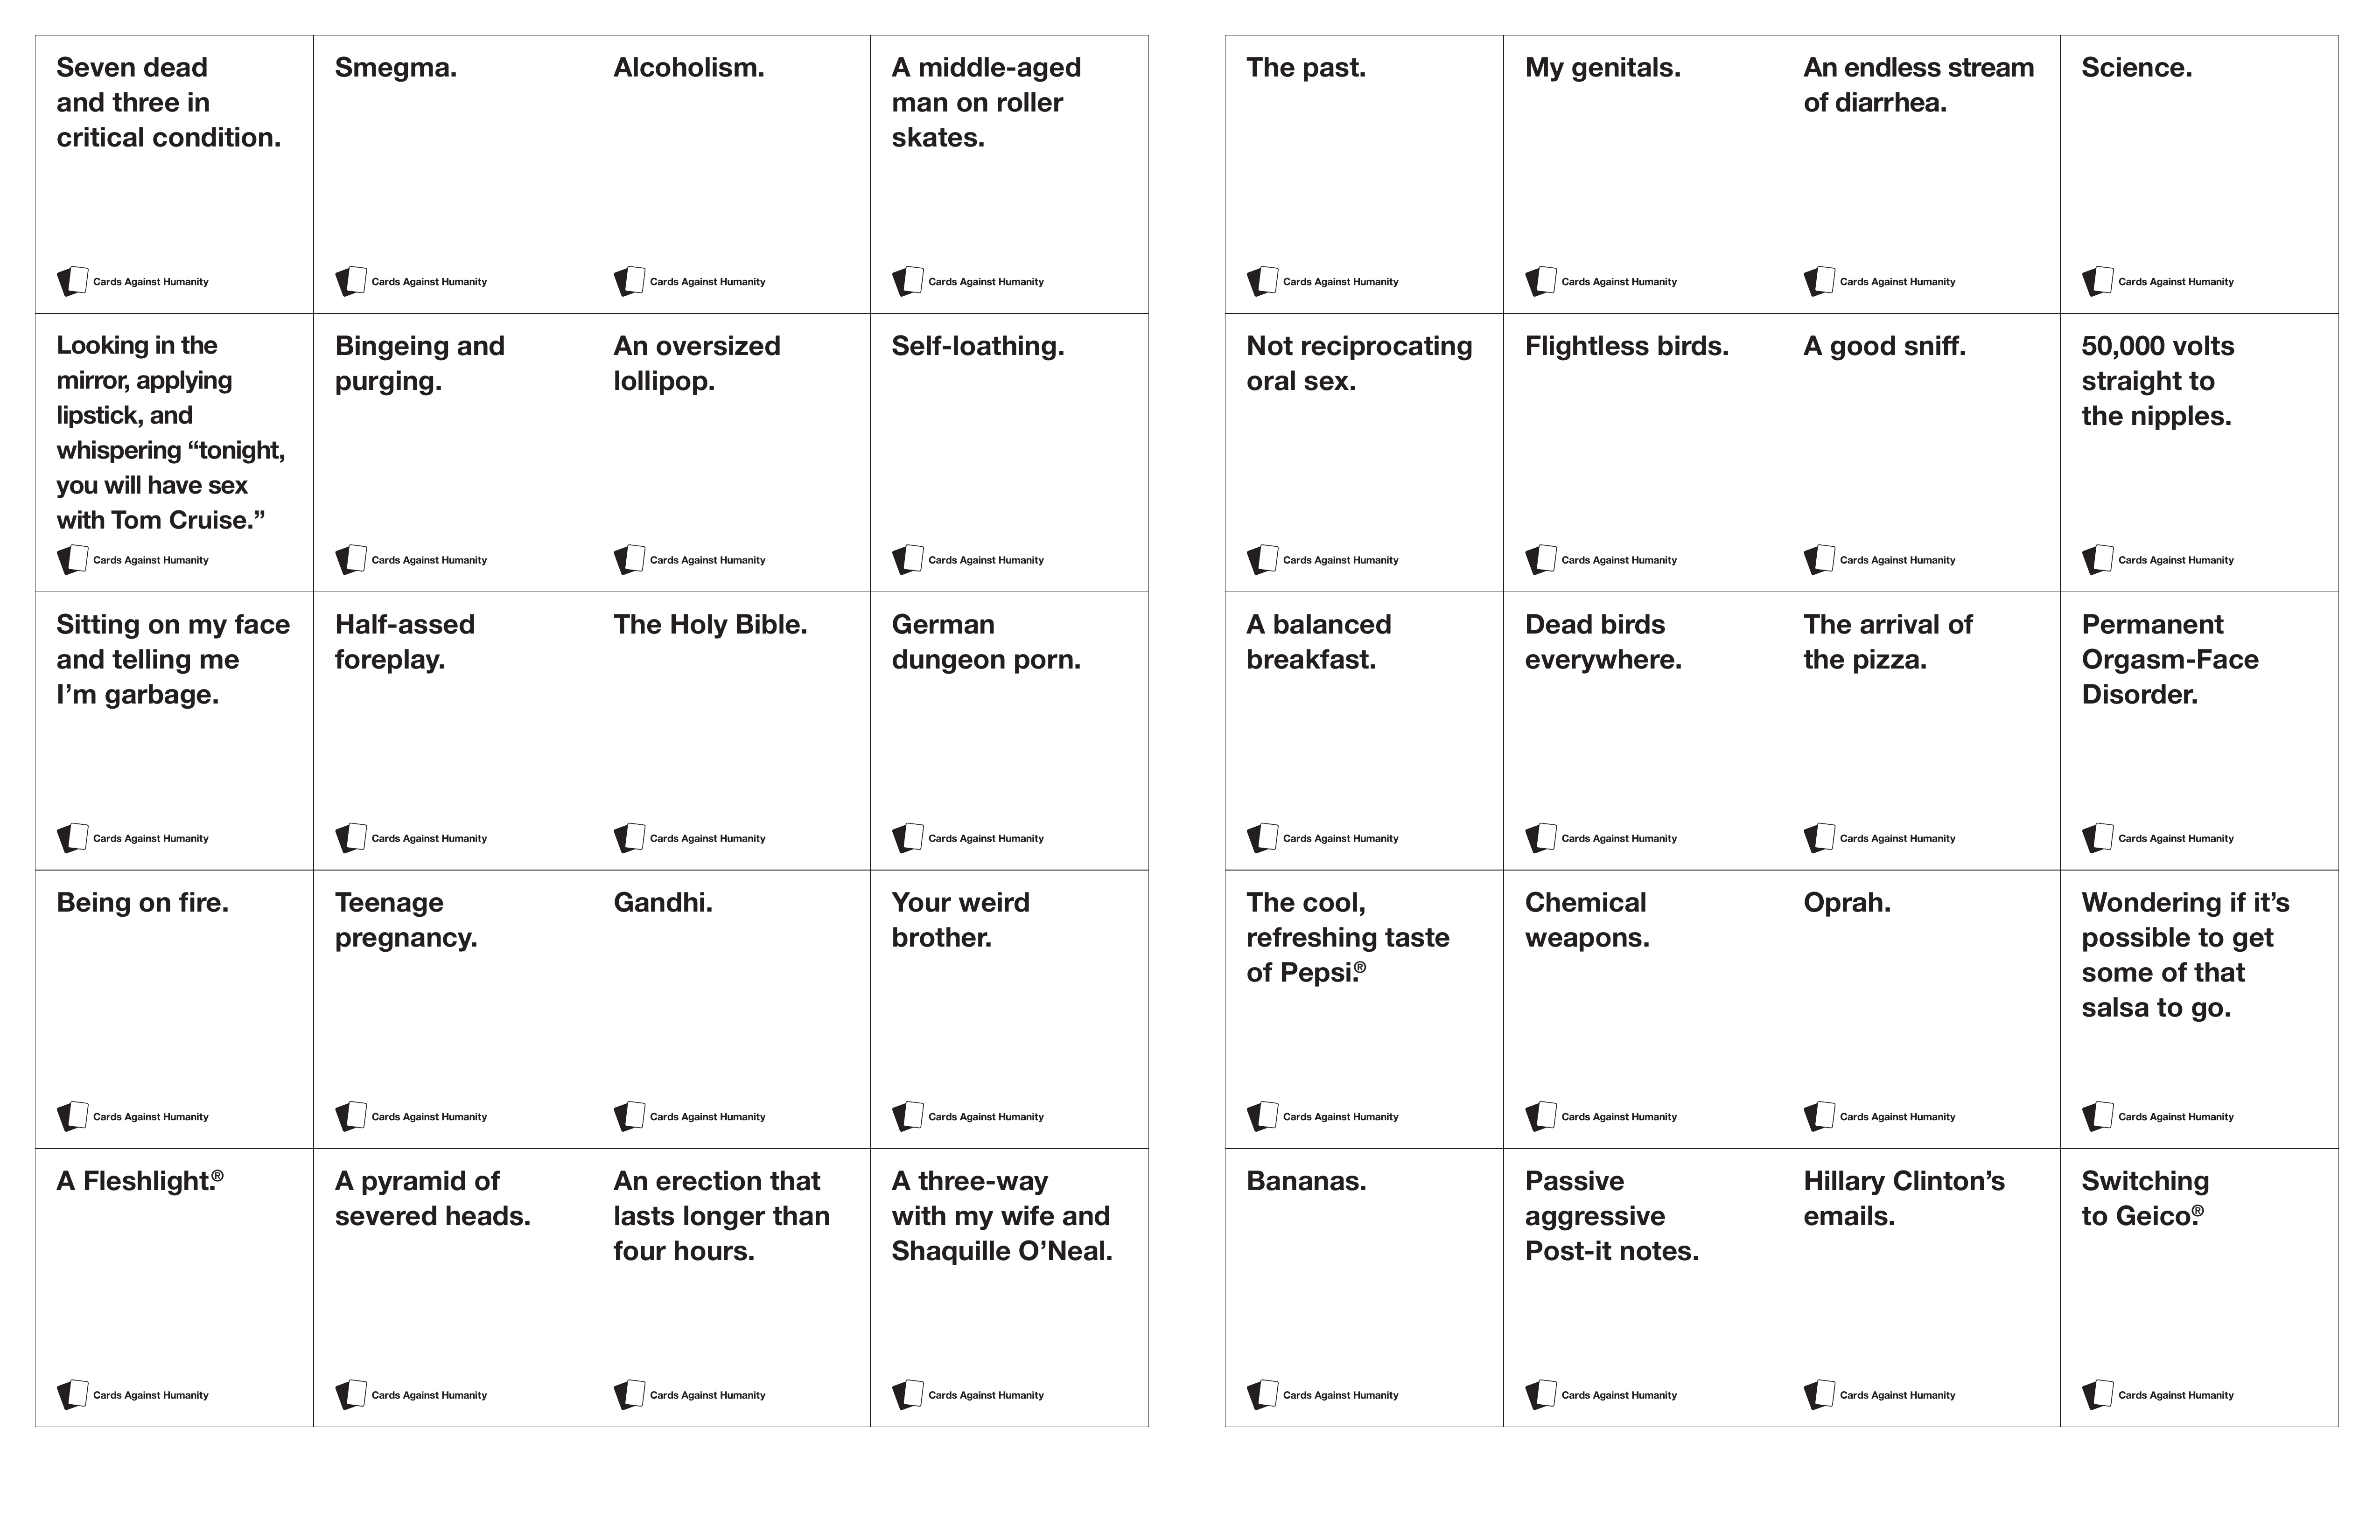 Seven dead
and three in
critical condition.
Cards Against Humanity
Smegma.
Cards Against Humanity
Alcoholism.
Cards Against Humanity
A middle-aged
man on roller
skates.
Cards Against Humanity
Looking in the
mirror, applying
lipstick, and
whispering “tonight,
you will have sex
with Tom Cruise.”
Cards Against Humanity
Bingeing and
purging.
Cards Against Humanity
An oversized
lollipop.
Cards Against Humanity
Self-loathing.
Cards Against Humanity
Sitting on my face
and telling me
I’m garbage.
Cards Against Humanity
Half-assed
foreplay.
Cards Against Humanity
The Holy Bible.
Cards Against Humanity
German
dungeon porn.
Cards Against Humanity
Being on fire.
Cards Against Humanity
Teenage
pregnancy.
Cards Against Humanity
Gandhi.
Cards Against Humanity
Your weird
brother.
Cards Against Humanity
A Fleshlight.®
Cards Against Humanity
A pyramid of
severed heads.
Cards Against Humanity
An erection that
lasts longer than
four hours.
Cards Against Humanity
A three-way
with my wife and
Shaquille O’Neal.
Cards Against Humanity
The past.
Cards Against Humanity
My genitals.
Cards Against Humanity
An endless stream
of diarrhea.
Cards Against Humanity
Science.
Cards Against Humanity
Not reciprocating
oral sex.
Cards Against Humanity
Flightless birds.
Cards Against Humanity
A good sniff.
Cards Against Humanity
50,000 volts
straight to
the nipples.
Cards Against Humanity
A balanced
breakfast.
Cards Against Humanity
Dead birds
everywhere.
Cards Against Humanity
The arrival of
the pizza.
Cards Against Humanity
Permanent
Orgasm-Face
Disorder.
Cards Against Humanity
The cool,
refreshing taste
of Pepsi.®
Cards Against Humanity
Chemical
weapons.
Cards Against Humanity
Oprah.
Cards Against Humanity
Wondering if it’s
possible to get
some of that
salsa to go.
Cards Against Humanity
Bananas.
Cards Against Humanity
Passive
aggressive
Post-it notes.
Cards Against Humanity
Hillary Clinton’s
emails.
Cards Against Humanity
Switching
to Geico.®
Cards Against Humanity